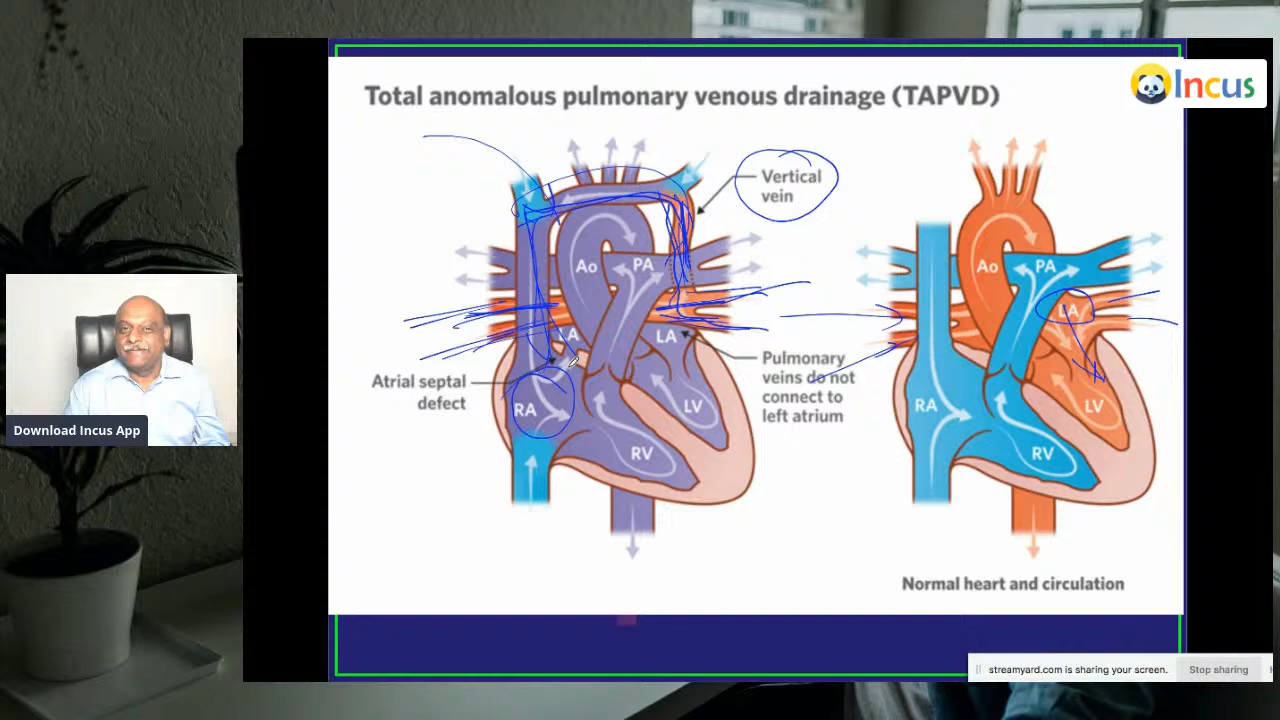 Total anomalous pulmonary venous drainage (TAPVD)
Incus
Vertical
vein
Ao
PA
LA
LA
Atrial septal
defect
RA
LV
RV
Pulmonary
veins do not
connect to
left atrium
Ao
PA
LA
RA
LV
RV
Normal heart and circulation
Download Incus App
streamyard.com is sharing your screen.
Stop sharing